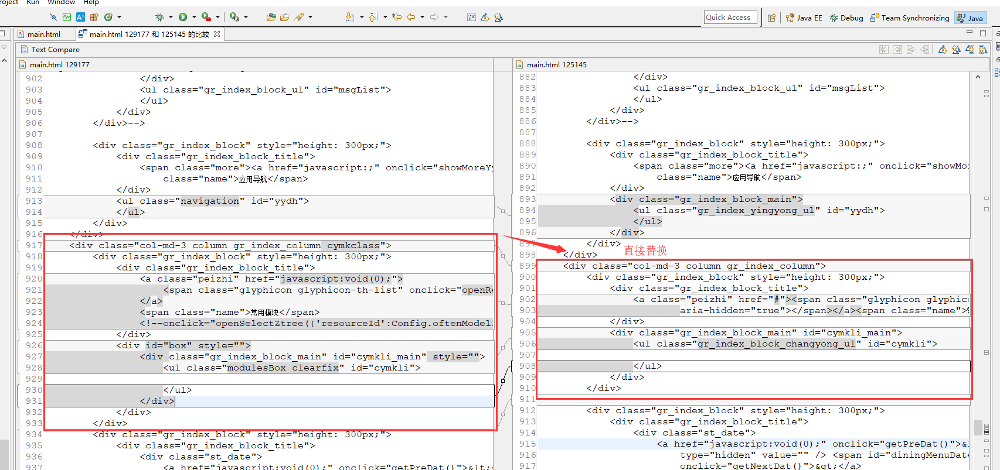 roject Run Window Help
Quick Access Java EE Debug Team Synchronizing Java
main.html main.html 129177 和 125145 的比较
Text Compare
main.html 129177
902 </div>
903 <ul class="gr_index_block_ul" id="msgList">
904 </ul>
905 </div>
906 </div>-->
907
908 <div class="gr_index_block" style="height: 300px;">
909 <div class="gr_index_block_title">
910 <span class="more"><a href="javascript:;" onclick="showMoreYy
911 class="name">应用导航</span>
912 </div>
913 <ul class="navigation" id="yydh">
914 </ul>
915 </div>
916 </div>
917 <div class="col-md-3 column gr_index_column cymkclass">
918 <div class="gr_index_block" style="height: 300px;">
919 <div class="gr_index_block_title">
920 <a class="peizhi" href="javascript:void(0);">
921 <span class="glyphicon glyphicon-th-list" onclick="openRe
922 </a>
923 <span class="name">常用模块</span>
924 <!--onclick="openSelectZtree({'resourceId':Config.oftenModelI
925 </div>
926 <div id="box" style="">
927 <div class="gr_index_block_main" id="cymkli_main" style="">
928 <ul class="modulesBox clearfix" id="cymkli">
929
930 </ul>
931 </div>
932 </div>
933 </div>
934 <div class="gr_index_block" style="height: 300px;">
935 <div class="gr_index_block_title">
936 <div class="st_date">
937 <a href="javascript:void(0);" onclick="getPreDat()">&lt;<
main.html 125145
882 </div>
883 <ul class="gr_index_block_ul" id="msgList">
884 </ul>
885 </div>
886 </div>-->
887
888 <div class="gr_index_block" style="height: 300px;">
889 <div class="gr_index_block_title">
890 <span class="more"><a href="javascript:;" onclick="showMo
891 class="name">应用导航</span>
892 </div>
893 <div class="gr_index_block_main">
894 <ul class="gr_index_yingyong_ul" id="yydh">
895 </ul>
896 </div>
897 </div>
898 </div>
直接替换
899 <div class="col-md-3 column gr_index_column">
900 <div class="gr_index_block" style="height: 300px;">
901 <div class="gr_index_block_title">
902 <a class="peizhi" href="#"><span class="glyphicon glyphic
903 aria-hidden="true"></span></a><span class="name">
904 </div>
905 <div class="gr_index_block_main" id="cymkli_main">
906 <ul class="gr_index_block_changyong_ul" id="cymkli">
907
908 </ul>
909 </div>
910 </div>
911
912 <div class="gr_index_block" style="height: 300px;">
913 <div class="gr_index_block_title">
914 <div class="st_date">
915 <a href="javascript:void(0);" onclick="getPreDat()">&l
916 type="hidden" value="" /> <span id="diningMenuDat
917 onclick="getNextDat()">&gt;</a>